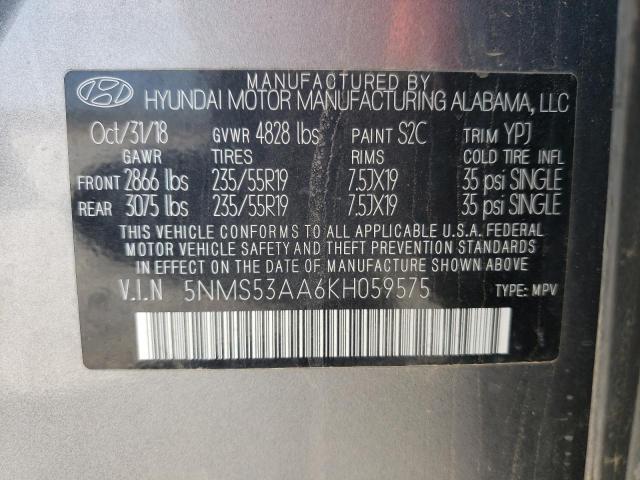 MANUFACTURED BY
HYUNDAI MOTOR MANUFACTURING ALABAMA, LLC
Oct/31/18 GVWR 4828 lbs PAINT S2C TRIM YPJ
GAWR TIRES RIMS COLD TIRE INFL
FRONT 2866 lbs 235/55R19 7.5JX19 35 psi SINGLE
REAR 3075 lbs 235/55R19 7.5JX19 35 psi SINGLE
THIS VEHICLE CONFORMS TO ALL APPLICABLE U.S.A. FEDERAL
MOTOR VEHICLE SAFETY AND THEFT PREVENTION STANDARDS
IN EFFECT ON THE DATE OF MANUFACTURE SHOWN ABOVE
V.I.N 5NMS53AA6KH059575 TYPE: MPV